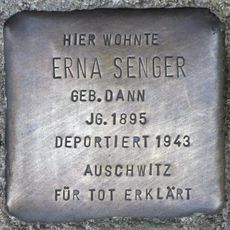 HIER WOHNTE
ERNA SENGER
GEB. DANN
JG. 1895
DEPORTIERT 1943
AUSCHWITZ
FÜR TOT ERKLÄRT